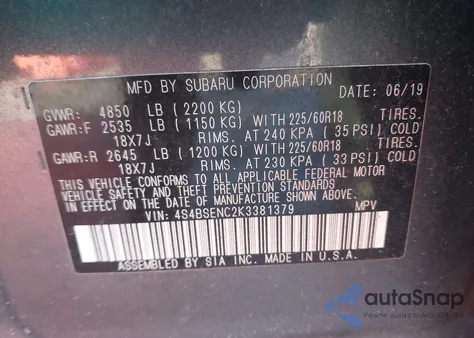 MFD BY SUBARU CORPORATION DATE 06/19
GVWR: 4850 LB (2200 KG)
GAWR:F 2535 LB (1150 KG) WITH 225/60R18 TIRES.
18X7J RIMS. AT 240 KPA (35 PSI) COLD
GAWR:R 2645 LB (1200 KG) WITH 225/60R18 TIRES.
18X7J RIMS. AT 230 KPA (33 PSI) COLD
THIS VEHICLE CONFORMS TO ALL APPLICABLE FEDERAL MOTOR
VEHICLE SAFETY AND THEFT PREVENTION STANDARDS IN
EFFECT ON THE DATE OF MANUFACTURE SHOWN ABOVE.
VIN: 4S4BSENC2K3381379 MPV
ASSEMBLED BY SIA INC. MADE IN U.S.A.
autoSnap